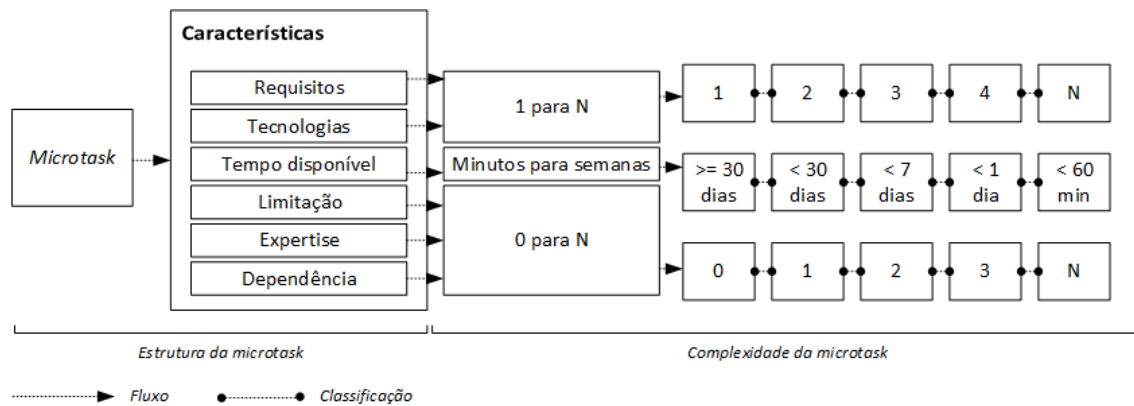 Características
Microtask
Requisitos
Tecnologias
Tempo disponível
Limitação
Expertise
Dependência
1 para N
Minutos para semanas
0 para N
1 2 3 4 N
>= 30 < 30 < 7 < 1 < 60
dias dias dias dia min
0 1 2 3 N
Estrutura da microtask
Complexidade da microtask
Fluxo
Classificação